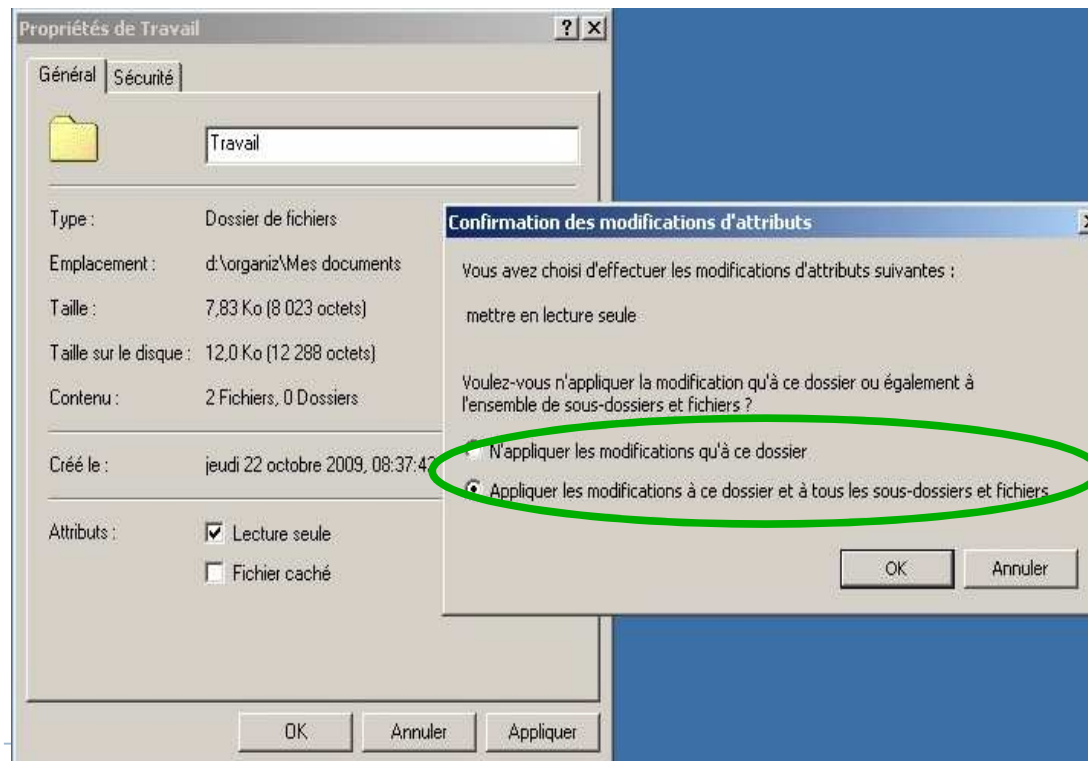 Propriétés de Travail
Général Sécurité
Travail
Type : Dossier de fichiers
Emplacement : d:\organiz\Mes documents
Taille : 7,83 Ko (8 023 octets)
Taille sur le disque : 12,0 Ko (12 288 octets)
Contenu : 2 Fichiers, 0 Dossiers
Créé le : jeudi 22 octobre 2009, 08:37:42
Attributs : Lecture seule
Fichier caché
OK Annuler Appliquer
Confirmation des modifications d'attributs
Vous avez choisi d'effectuer les modifications d'attributs suivantes :
mettre en lecture seule
Voulez-vous n'appliquer la modification qu'à ce dossier ou également à
l'ensemble de sous-dossiers et fichiers ?
N'appliquer les modifications qu'à ce dossier
Appliquer les modifications à ce dossier et à tous les sous-dossiers et fichiers
OK Annuler